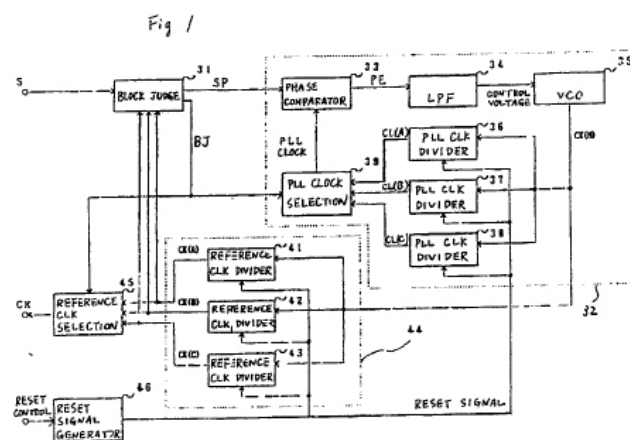 Fig 1
S
31
BLOCK JUDGE
SP
33
PHASE
COMPARATOR
PE
34
LPF
CONTROL
VOLTAGE
35
VCO
BJ
PLL
CLOCK
39
PLL CLOCK
SELECTION
CL(A)
CL(B)
CL(C)
36
PLL CLK
DIVIDER
37
PLL CLK
DIVIDER
38
PLL CLK
DIVIDER
32
CK
45
REFERENCE
CLK
SELECTION
CK(A)
CK(B)
CK(C)
41
REFERENCE
CLK DIVIDER
42
REFERENCE
CLK DIVIDER
43
REFERENCE
CLK DIVIDER
44
RESET
CONTROL
46
RESET
SIGNAL
GENERATOR
RESET SIGNAL